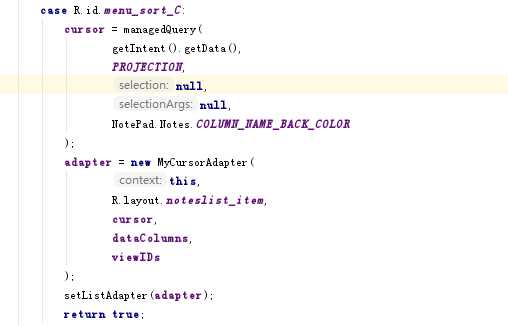 case R.id.menu_sort_C:
cursor = managedQuery(
getIntent().getData(),
PROJECTION,
selection: null,
selectionArgs: null,
NotePad.Notes.COLUMN_NAME_BACK_COLOR
);
adapter = new MyCursorAdapter(
context: this,
R.layout.noteslist_item,
cursor,
dataColumns,
viewIDs
);
setListAdapter(adapter);
return true;